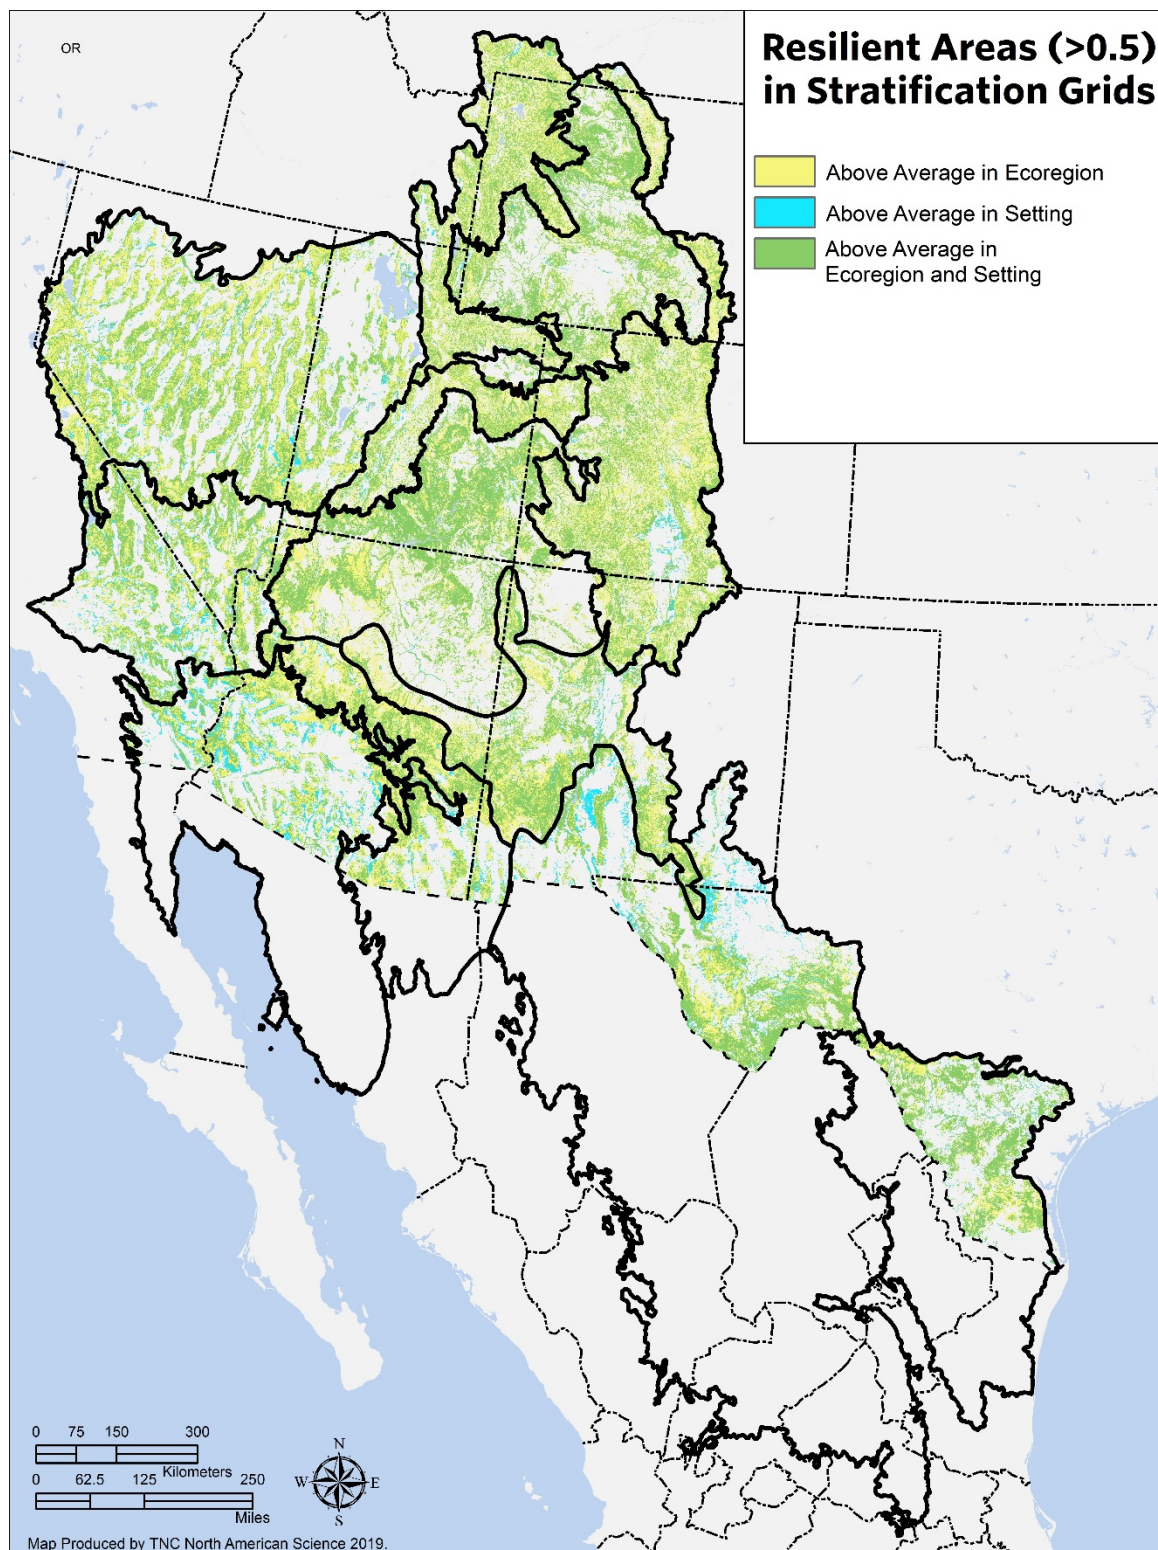 OR
Resilient Areas (>0.5)
in Stratification Grids
Above Average in Ecoregion
Above Average in Setting
Above Average in
Ecoregion and Setting
0 75 150 300
Kilometers
0 62.5 125 250
Miles
N
W E
S
Map Produced by TNC North American Science 2019.